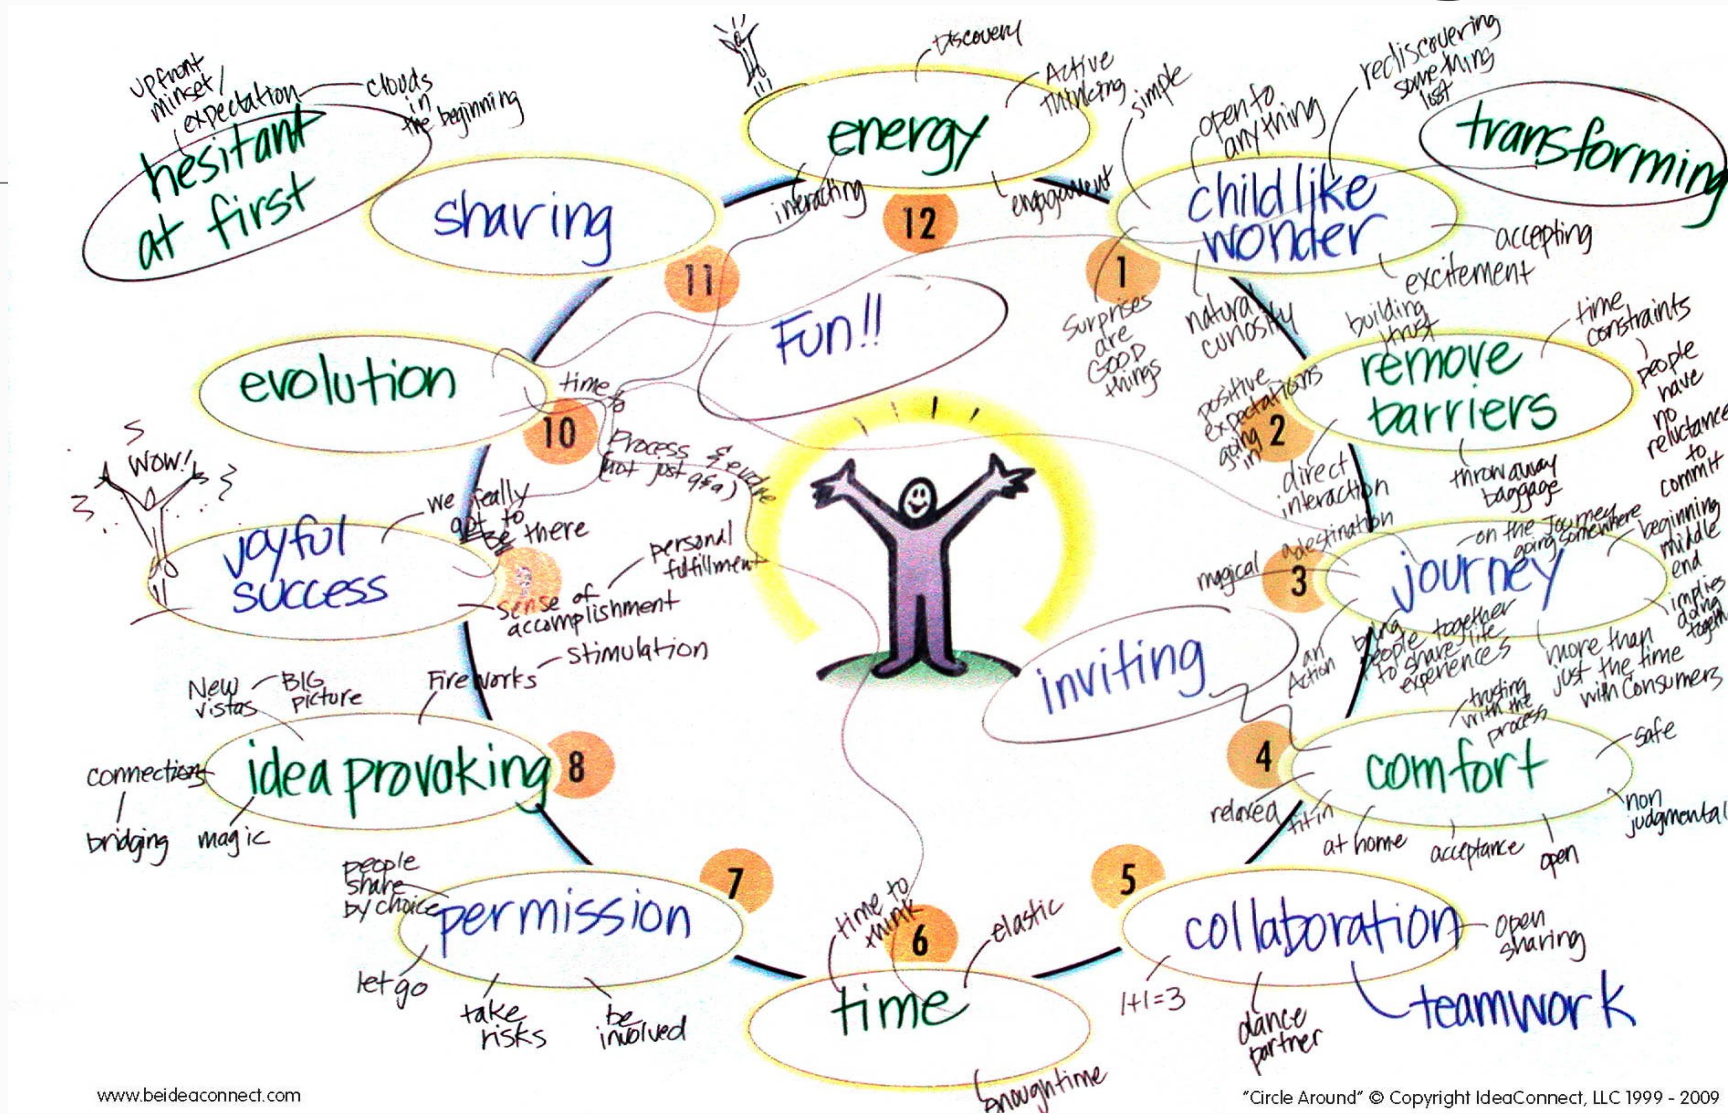 upfront
minset/
expectation
clouds
in
the beginning
hesitant
at first
sharing
11
Discovery
Active
thinking
energy
interacting
engagement
12
simple
open to
anything
rediscovering
something
lost
childlike
wonder
transforming
accepting
excitement
1
Surprises
are
GOOD
things
natural
curiosity
Fun!!
evolution
10
time
Process & evolve
(not just q&a)
building
trust
time
constraints
people
have
no
reluctance
to
commit
remove
barriers
positive
expectations
going
in
2
direct
interaction
throw away
baggage
WOW!
we really
got to
be there
joyful
success
sense of
accomplishment
personal
fulfillment
a destination
magical
on the Journey
going somewhere
beginning
middle
end
3
journey
implies
doing
together
an
Action
bring
people together
to share life
experiences
more than
just the time
with Consumers
inviting
New
vistas
BIG
picture
Fireworks
stimulation
connections
bridging
magic
idea provoking
8
trusting
with the
process
safe
4
comfort
relaxed
fit in
at home
acceptance
open
non
judgmental
people
share
by choice
7
permission
let go
take
risks
be
involved
time to
think
6
elastic
time
enough time
5
collaboration
open
sharing
1+1=3
dance
partner
teamwork
www.beideaconnect.com
"Circle Around" © Copyright IdeaConnect, LLC 1999 - 2009